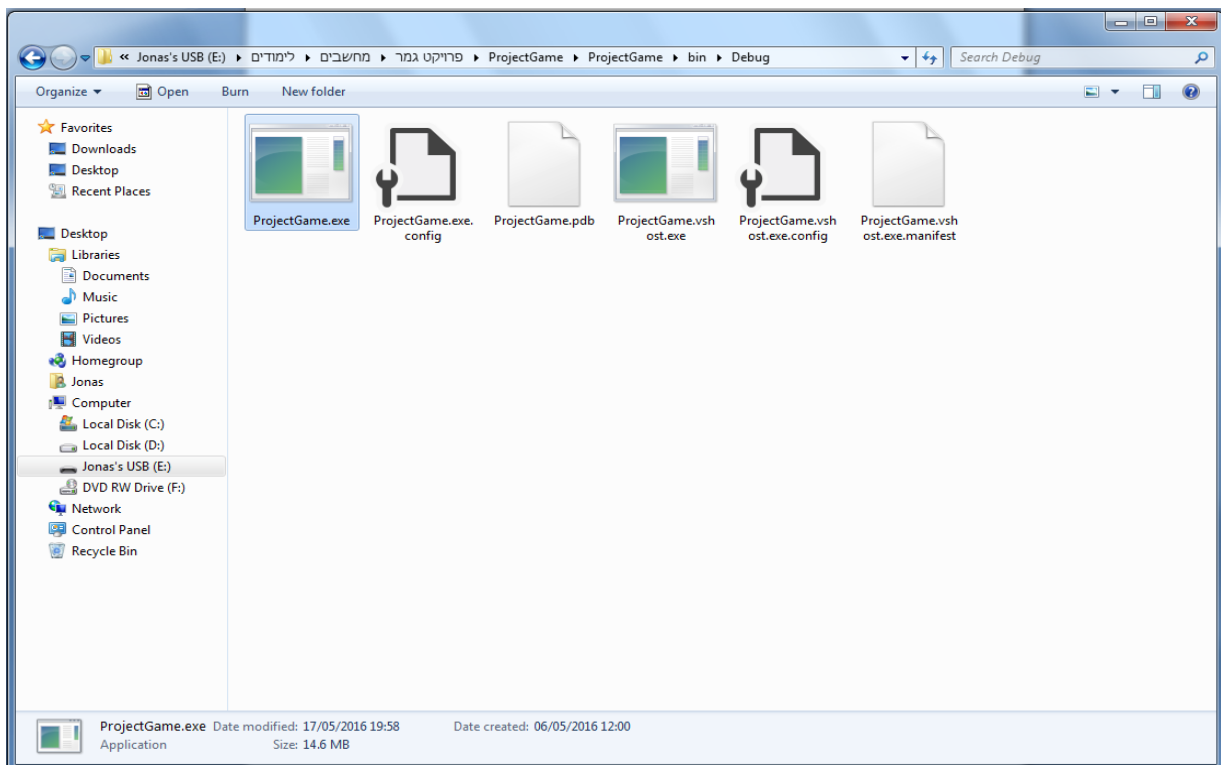 « Jonas's USB (E:) ▸ לימודים ▸ מחשבים ▸ פרויקט גמר ▸ ProjectGame ▸ ProjectGame ▸ bin ▸ Debug
Search Debug
Organize Open Burn New folder
Favorites
Downloads
Desktop
Recent Places
Desktop
Libraries
Documents
Music
Pictures
Videos
Homegroup
Jonas
Computer
Local Disk (C:)
Local Disk (D:)
Jonas's USB (E:)
DVD RW Drive (F:)
Network
Control Panel
Recycle Bin
ProjectGame.exe
ProjectGame.exe.
config
ProjectGame.pdb
ProjectGame.vsh
ost.exe
ProjectGame.vsh
ost.exe.config
ProjectGame.vsh
ost.exe.manifest
ProjectGame.exe Date modified: 17/05/2016 19:58 Date created: 06/05/2016 12:00
Application Size: 14.6 MB